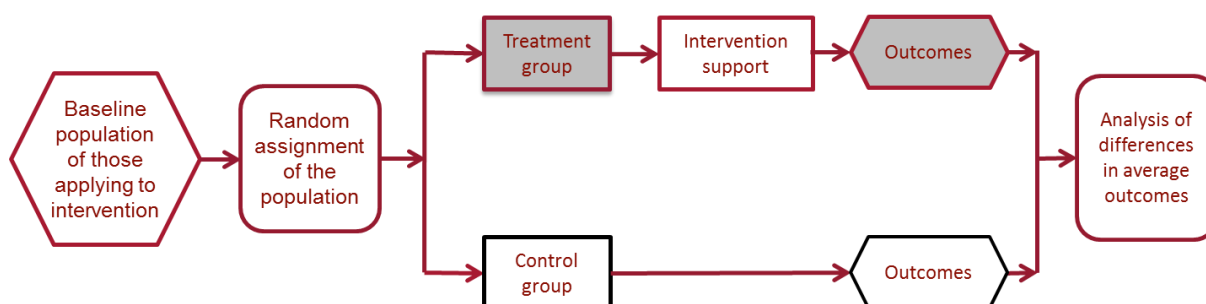 Baseline
population
of those
applying to
intervention
Random
assignment
of the
population
Treatment
group
Intervention
support
Outcomes
Control
group
Outcomes
Analysis of
differences
in average
outcomes